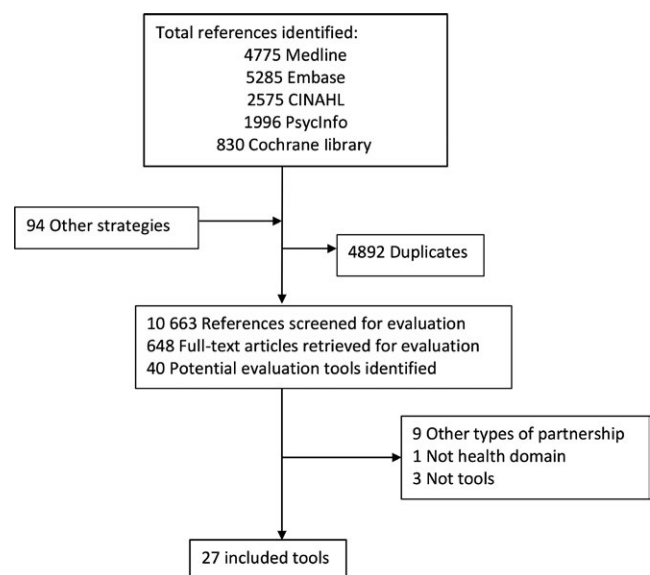 Total references identified:
4775 Medline
5285 Embase
2575 CINAHL
1996 PsycInfo
830 Cochrane library
94 Other strategies
4892 Duplicates
10 663 References screened for evaluation
648 Full-text articles retrieved for evaluation
40 Potential evaluation tools identified
9 Other types of partnership
1 Not health domain
3 Not tools
27 included tools